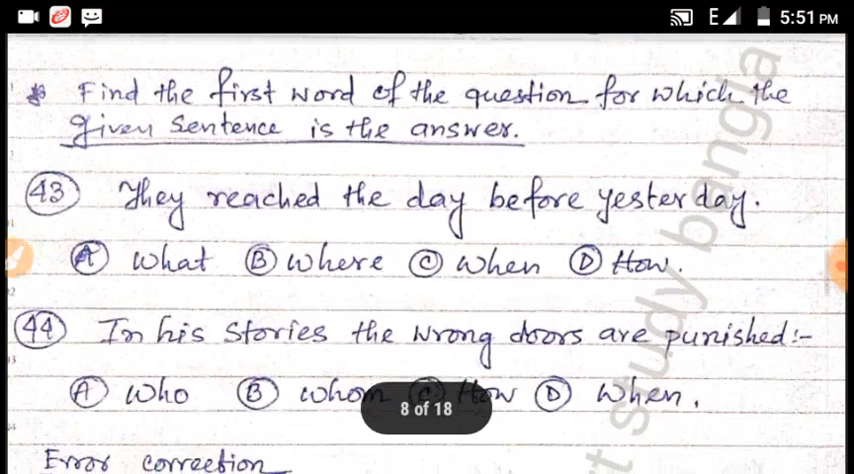 E 5:51 PM
* Find the first word of the question for which the
given sentence is the answer.
43 They reached the day before yesterday.
A What B Where C When D How.
44 In his stories the wrong doors are punished:-
A Who B Whom C How D When.
8 of 18
Error correction
t study bangla